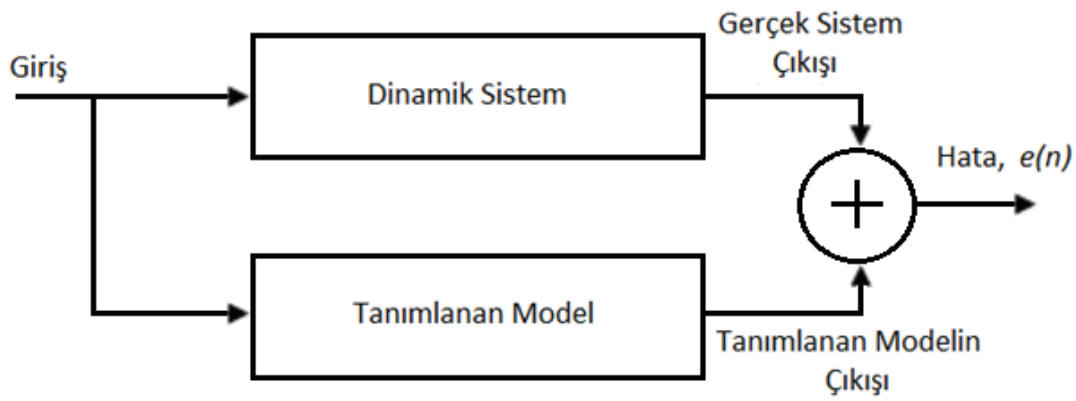 Giriş
Dinamik Sistem
Gerçek Sistem
Çıkışı
Hata, e(n)
Tanımlanan Model
Tanımlanan Modelin
Çıkışı